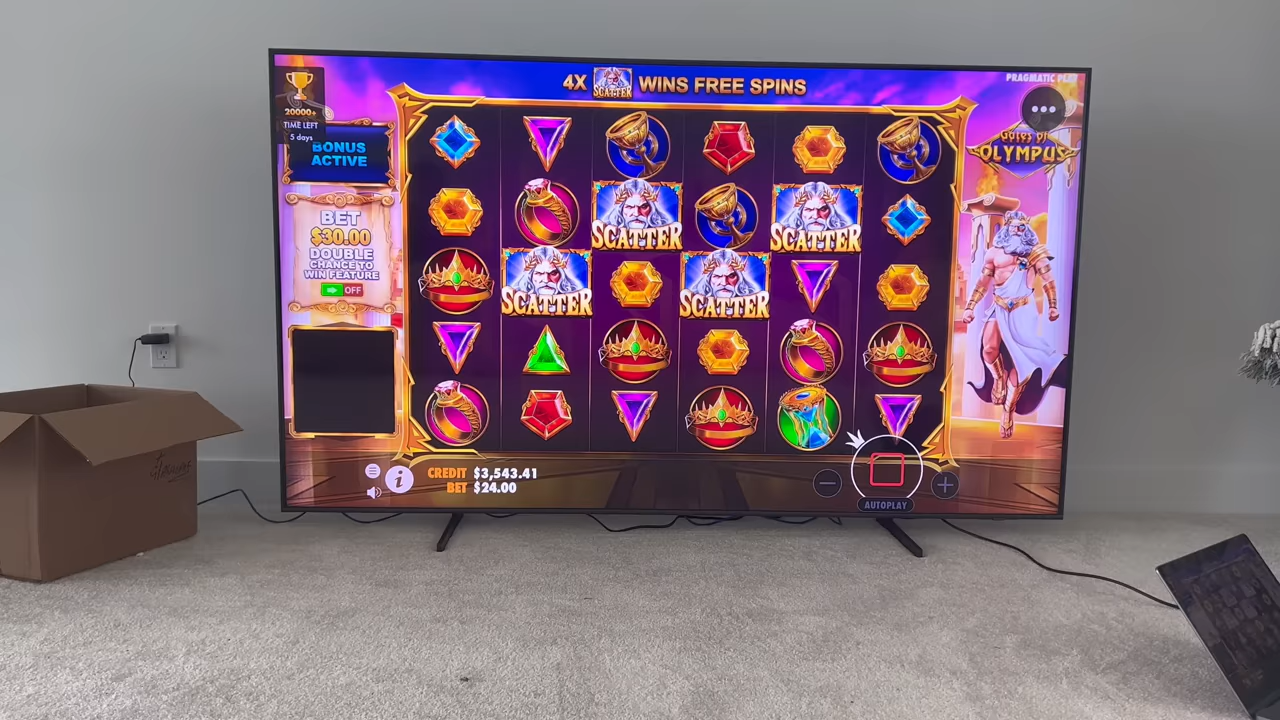 4X SCATTER WINS FREE SPINS
PRAGMATIC PLAY
20000+
TIME LEFT
5 days
BONUS
ACTIVE
GATES OF
OLYMPUS
BET
$30.00
DOUBLE
CHANCE TO
WIN FEATURE
OFF
SCATTER
SCATTER
SCATTER
SCATTER
CREDIT $3,543.41
BET $24.00
AUTOPLAY